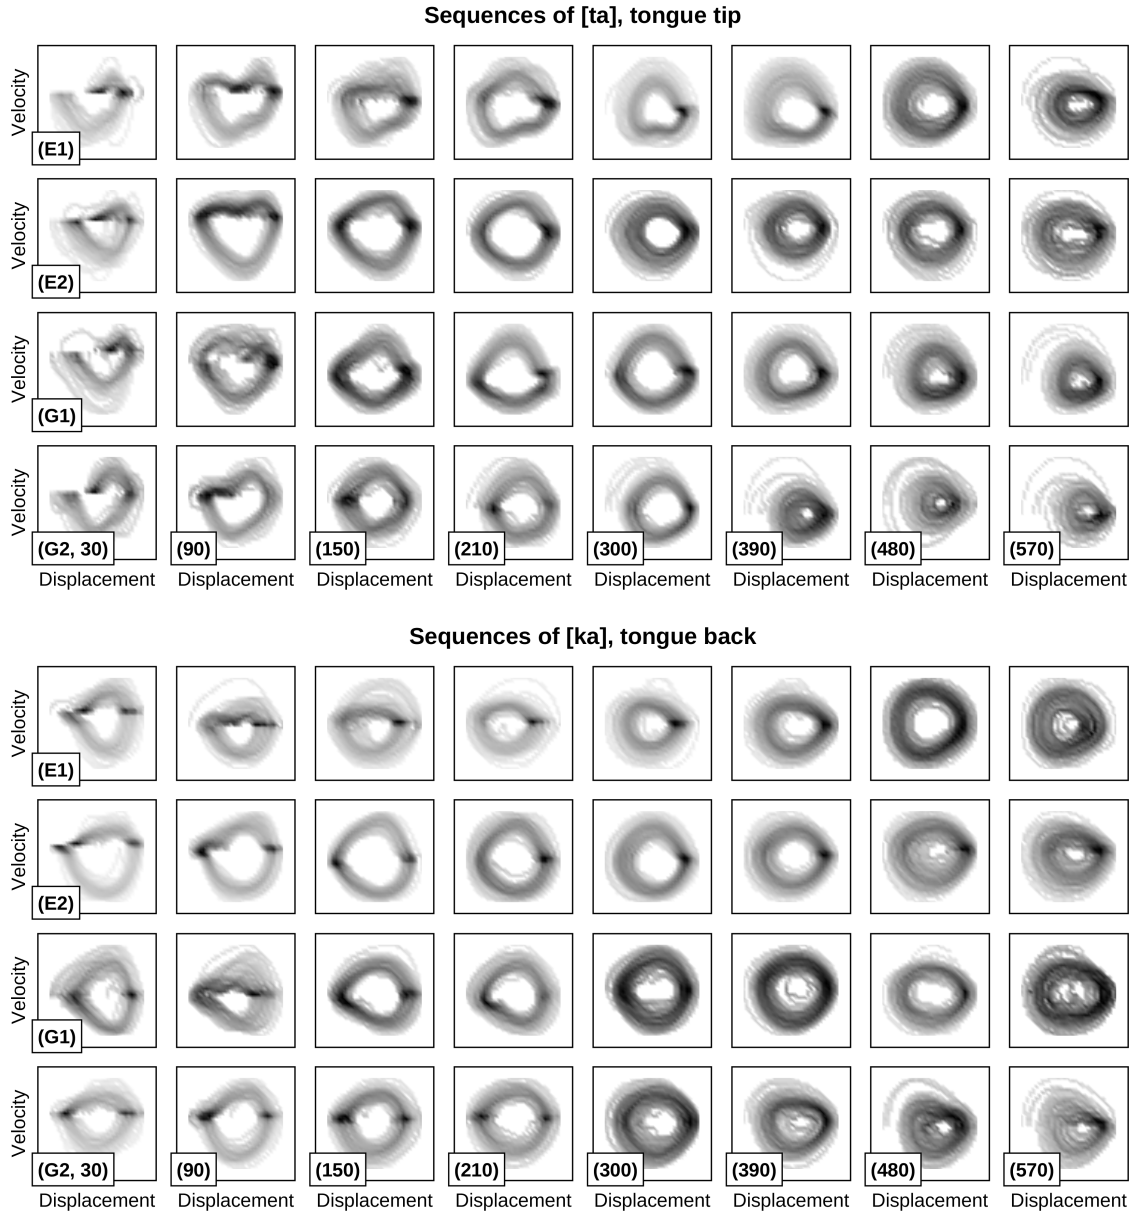 Sequences of [ta], tongue tip
Velocity
(E1)
Velocity
(E2)
Velocity
(G1)
Velocity
(G2, 30) (90) (150) (210) (300) (390) (480) (570)
Displacement Displacement Displacement Displacement Displacement Displacement Displacement Displacement
Sequences of [ka], tongue back
Velocity
(E1)
Velocity
(E2)
Velocity
(G1)
Velocity
(G2, 30) (90) (150) (210) (300) (390) (480) (570)
Displacement Displacement Displacement Displacement Displacement Displacement Displacement Displacement